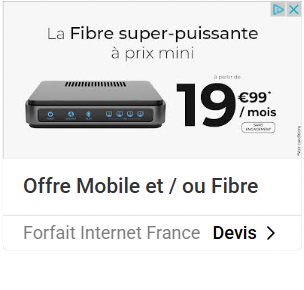 La Fibre super-puissante
à prix mini
à partir de
19€99*
/ mois
SANS
ENGAGEMENT
Offre Mobile et / ou Fibre
Forfait Internet France Devis